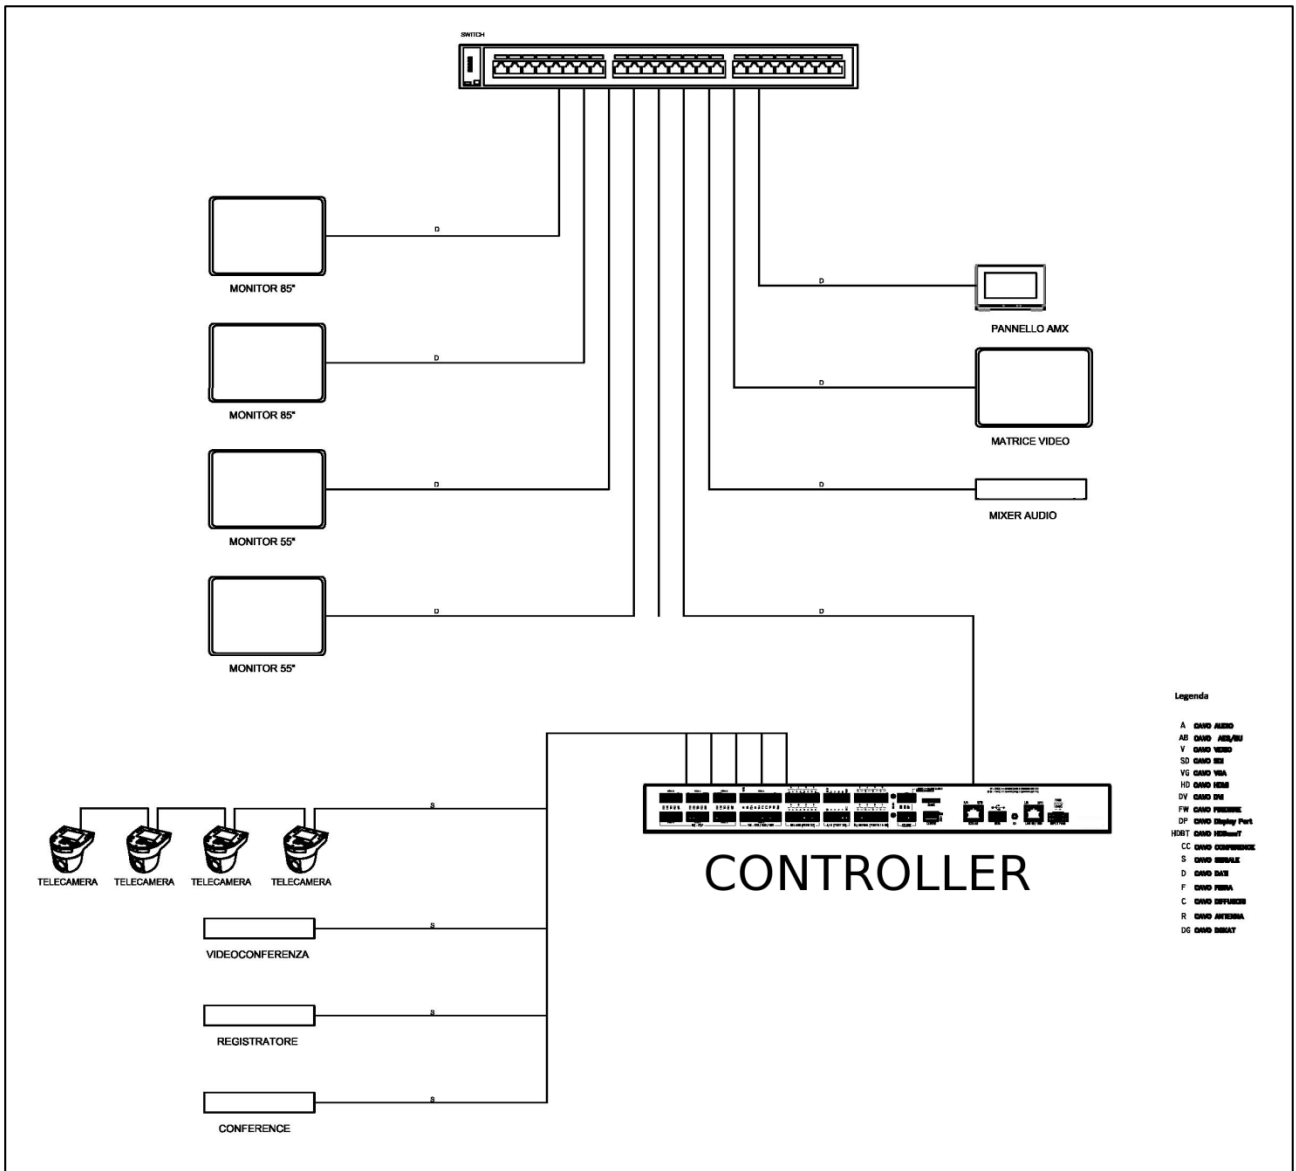 SWITCH
D
MONITOR 85"
D
PANNELLO AMX
D
MONITOR 85"
D
MATRICE VIDEO
D
MONITOR 55"
D
MIXER AUDIO
D
MONITOR 55"
D
Legenda
A CAVO AUDIO
AB CAVO AES/BU
V CAVO VIDEO
SD CAVO SDI
VG CAVO VGA
HD CAVO HDMI
DV CAVO DVI
FW CAVO FIREWIRE
DP CAVO Display Port
HDBT CAVO HDBaseT
CC CAVO CONFERENCE
S CAVO SERIALE
D CAVO DATI
F CAVO FIBRA
C CAVO DIFFUSORI
R CAVO ANTENNA
DG CAVO
S
TELECAMERA TELECAMERA TELECAMERA TELECAMERA
CONTROLLER
S
VIDEOCONFERENZA
S
REGISTRATORE
S
CONFERENCE